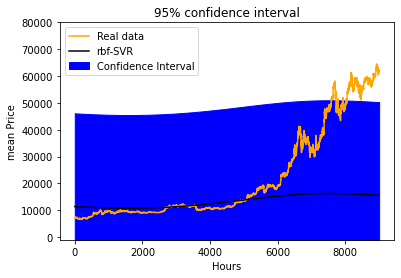 95% confidence interval
Real data
rbf-SVR
Confidence Interval
mean Price
80000
70000
60000
50000
40000
30000
20000
10000
0
0 2000 4000 6000 8000
Hours